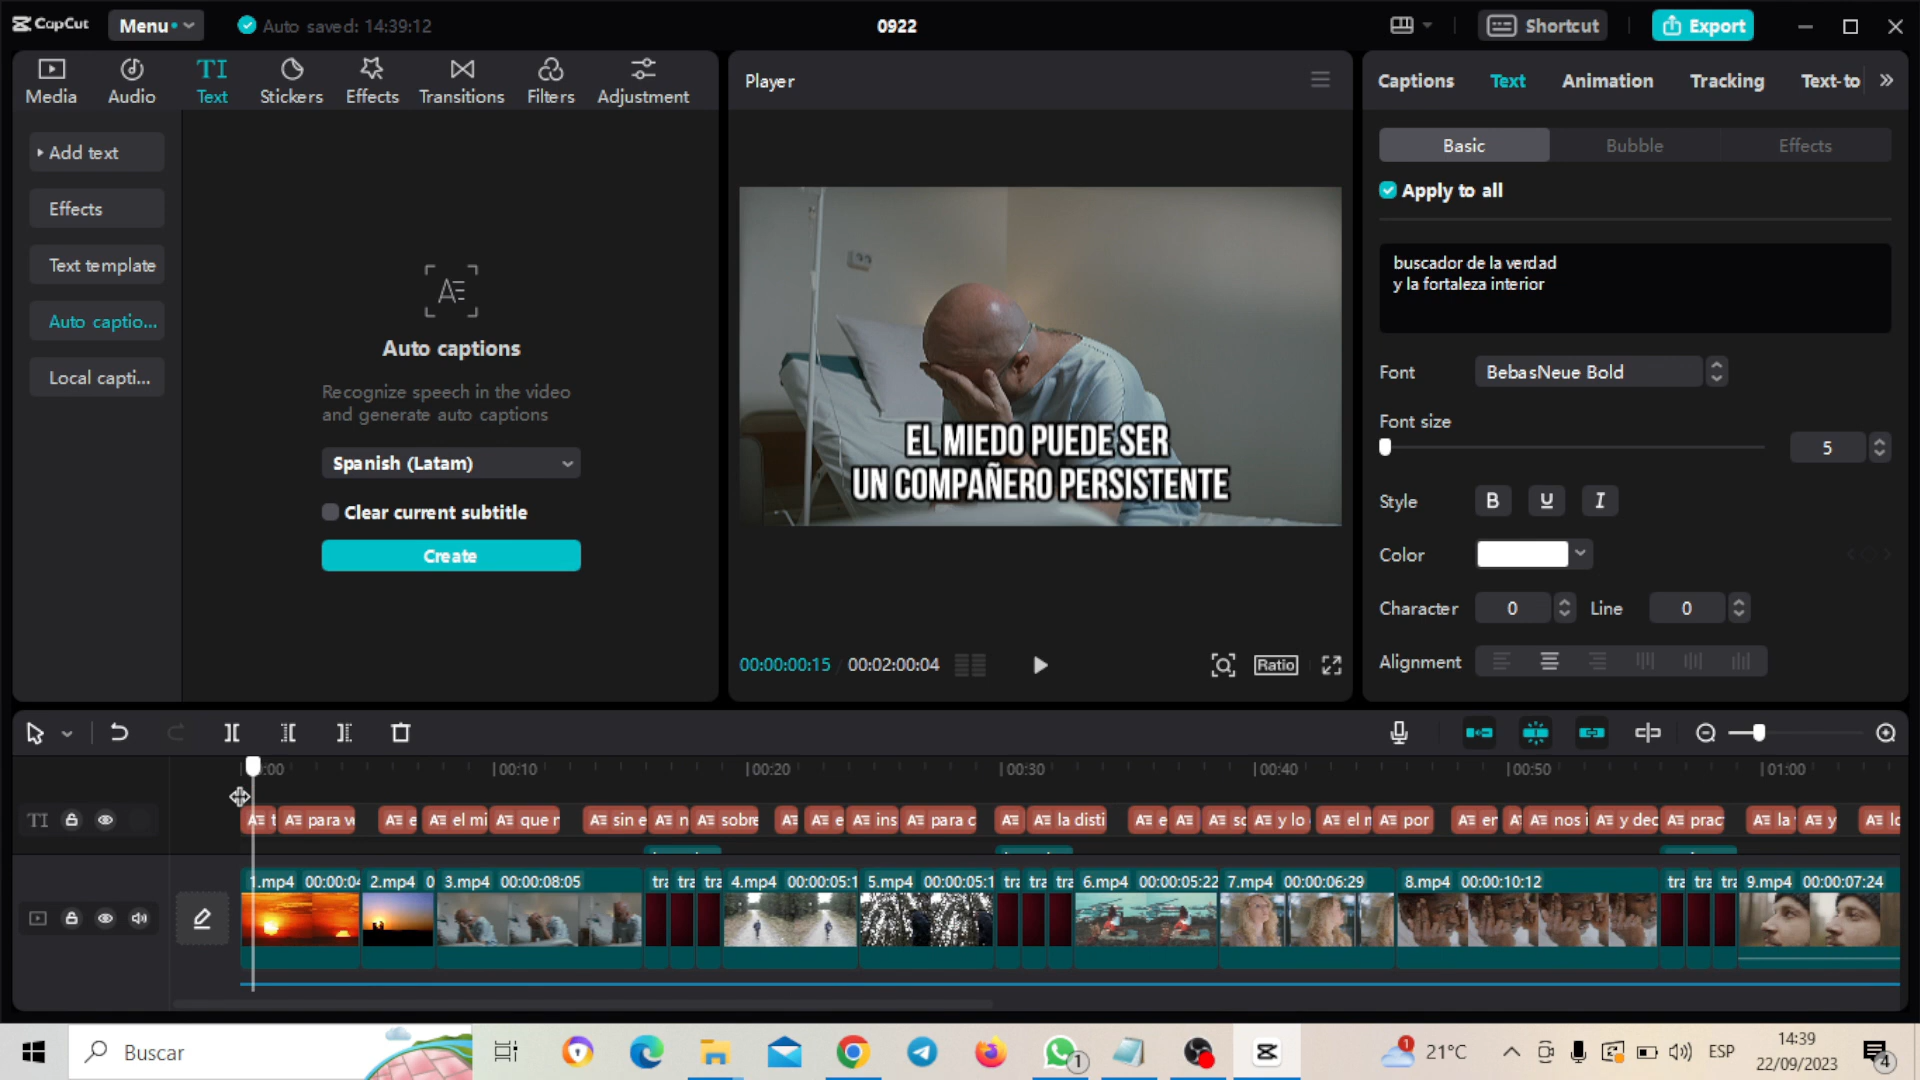 CapCut
Menu
Auto saved: 14:39:12
0922
Shortcut
Export
Media
Audio
TI
Text
Stickers
Effects
Transitions
Filters
Adjustment
Player
Captions
Text
Animation
Tracking
Text-to
Add text
Effects
Text template
Auto captio...
Local capti...
Auto captions
Recognize speech in the video
and generate auto captions
Spanish (Latam)
Clear current subtitle
Create
EL MIEDO PUEDE SER
UN COMPAÑERO PERSISTENTE
00:00:00:15
00:02:00:04
Ratio
Basic
Bubble
Effects
Apply to all
buscador de la verdad
y la fortaleza interior
Font
BebasNeue Bold
Font size
5
Style
B U I
Color
Character
0
Line
0
Alignment
:00
00:10
00:20
00:30
00:40
00:50
01:00
TI
t
para v
e
el mi
que n
sin e
n
sobre
e
ins
para c
la disti
e
so
y lo
el n
por
en
nos i
y dec
prac
la
y
lo
1.mp4 00:00:04
2.mp4 0
3.mp4 00:00:08:05
tra tra tra
4.mp4 00:00:05:1
5.mp4 00:00:05:1
tra tra tra
6.mp4 00:00:05:22
7.mp4 00:00:06:29
8.mp4 00:00:10:12
tra tra tra
9.mp4 00:00:07:24
Buscar
1
1
21°C
ESP
14:39
22/09/2023
4